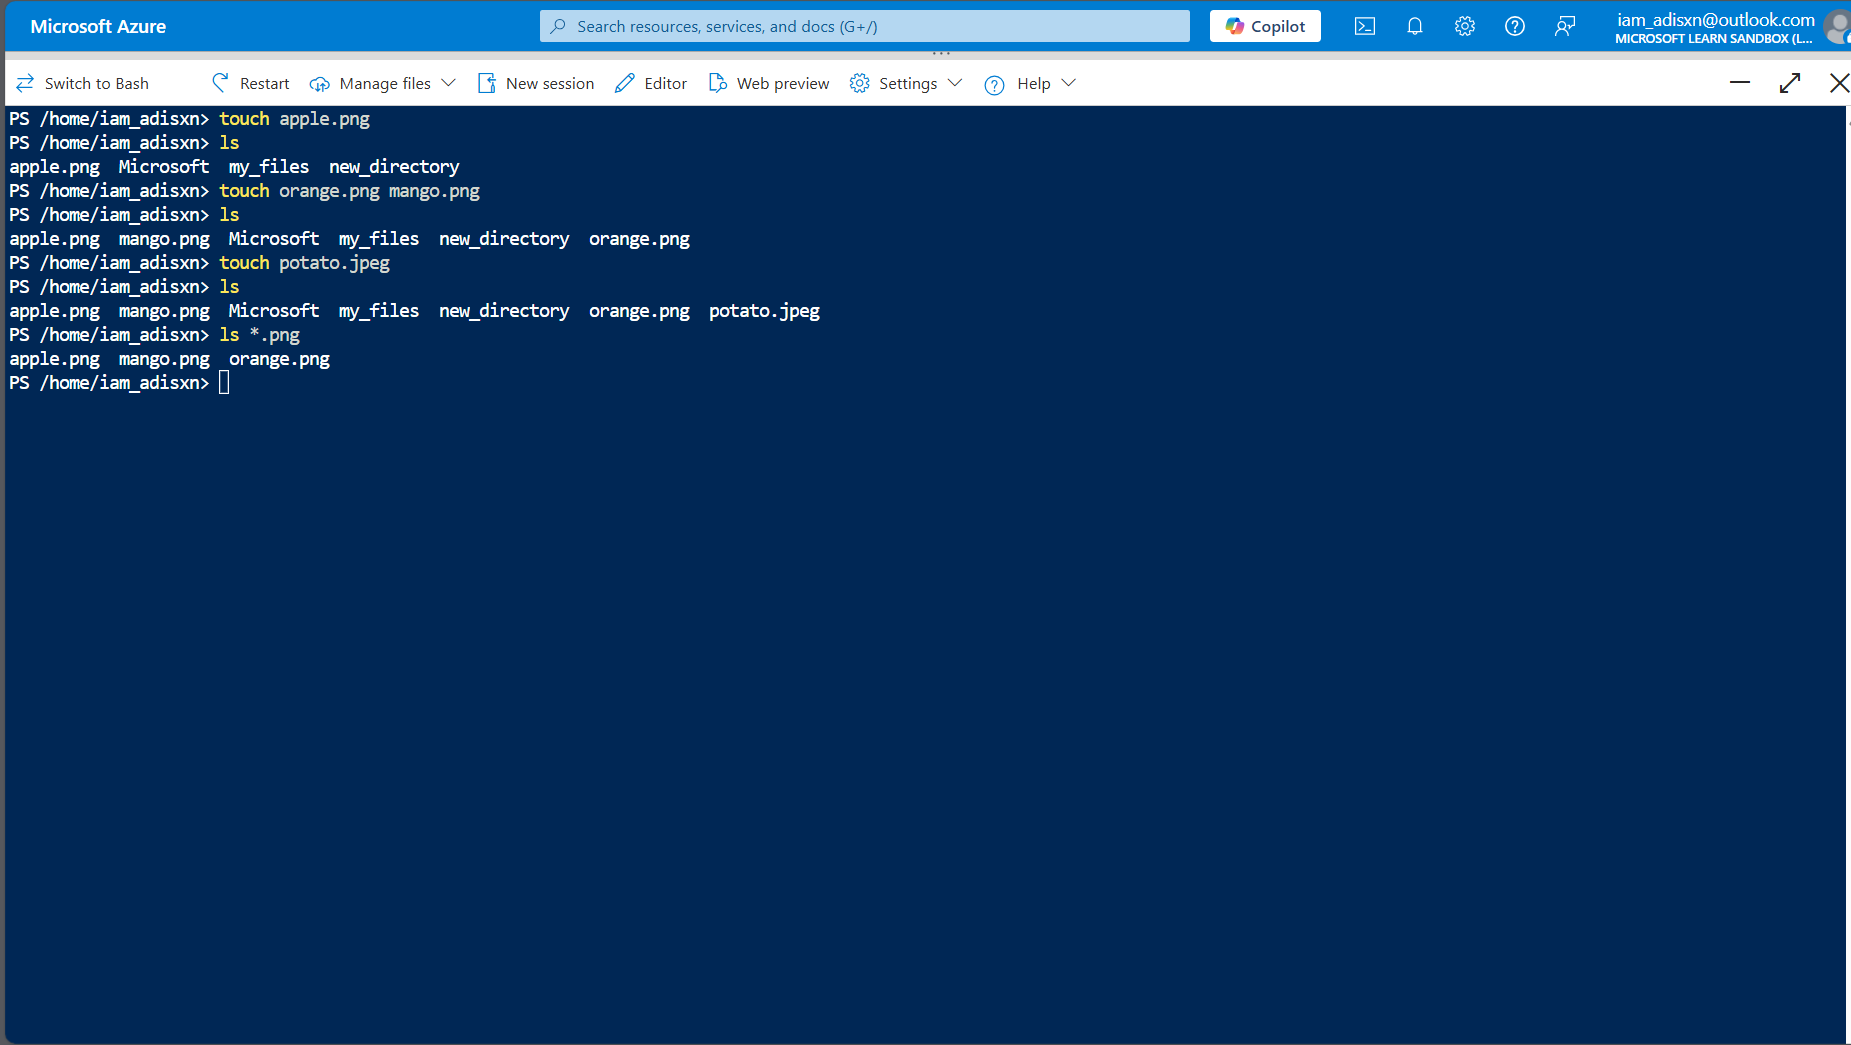 Microsoft Azure
Search resources, services, and docs (G+/)
Copilot
iam_adisxn@outlook.com
MICROSOFT LEARN SANDBOX (L...
Switch to Bash Restart Manage files New session Editor Web preview Settings Help
PS /home/iam_adisxn> touch apple.png
PS /home/iam_adisxn> ls
apple.png Microsoft my_files new_directory
PS /home/iam_adisxn> touch orange.png mango.png
PS /home/iam_adisxn> ls
apple.png mango.png Microsoft my_files new_directory orange.png
PS /home/iam_adisxn> touch potato.jpeg
PS /home/iam_adisxn> ls
apple.png mango.png Microsoft my_files new_directory orange.png potato.jpeg
PS /home/iam_adisxn> ls *.png
apple.png mango.png orange.png
PS /home/iam_adisxn>